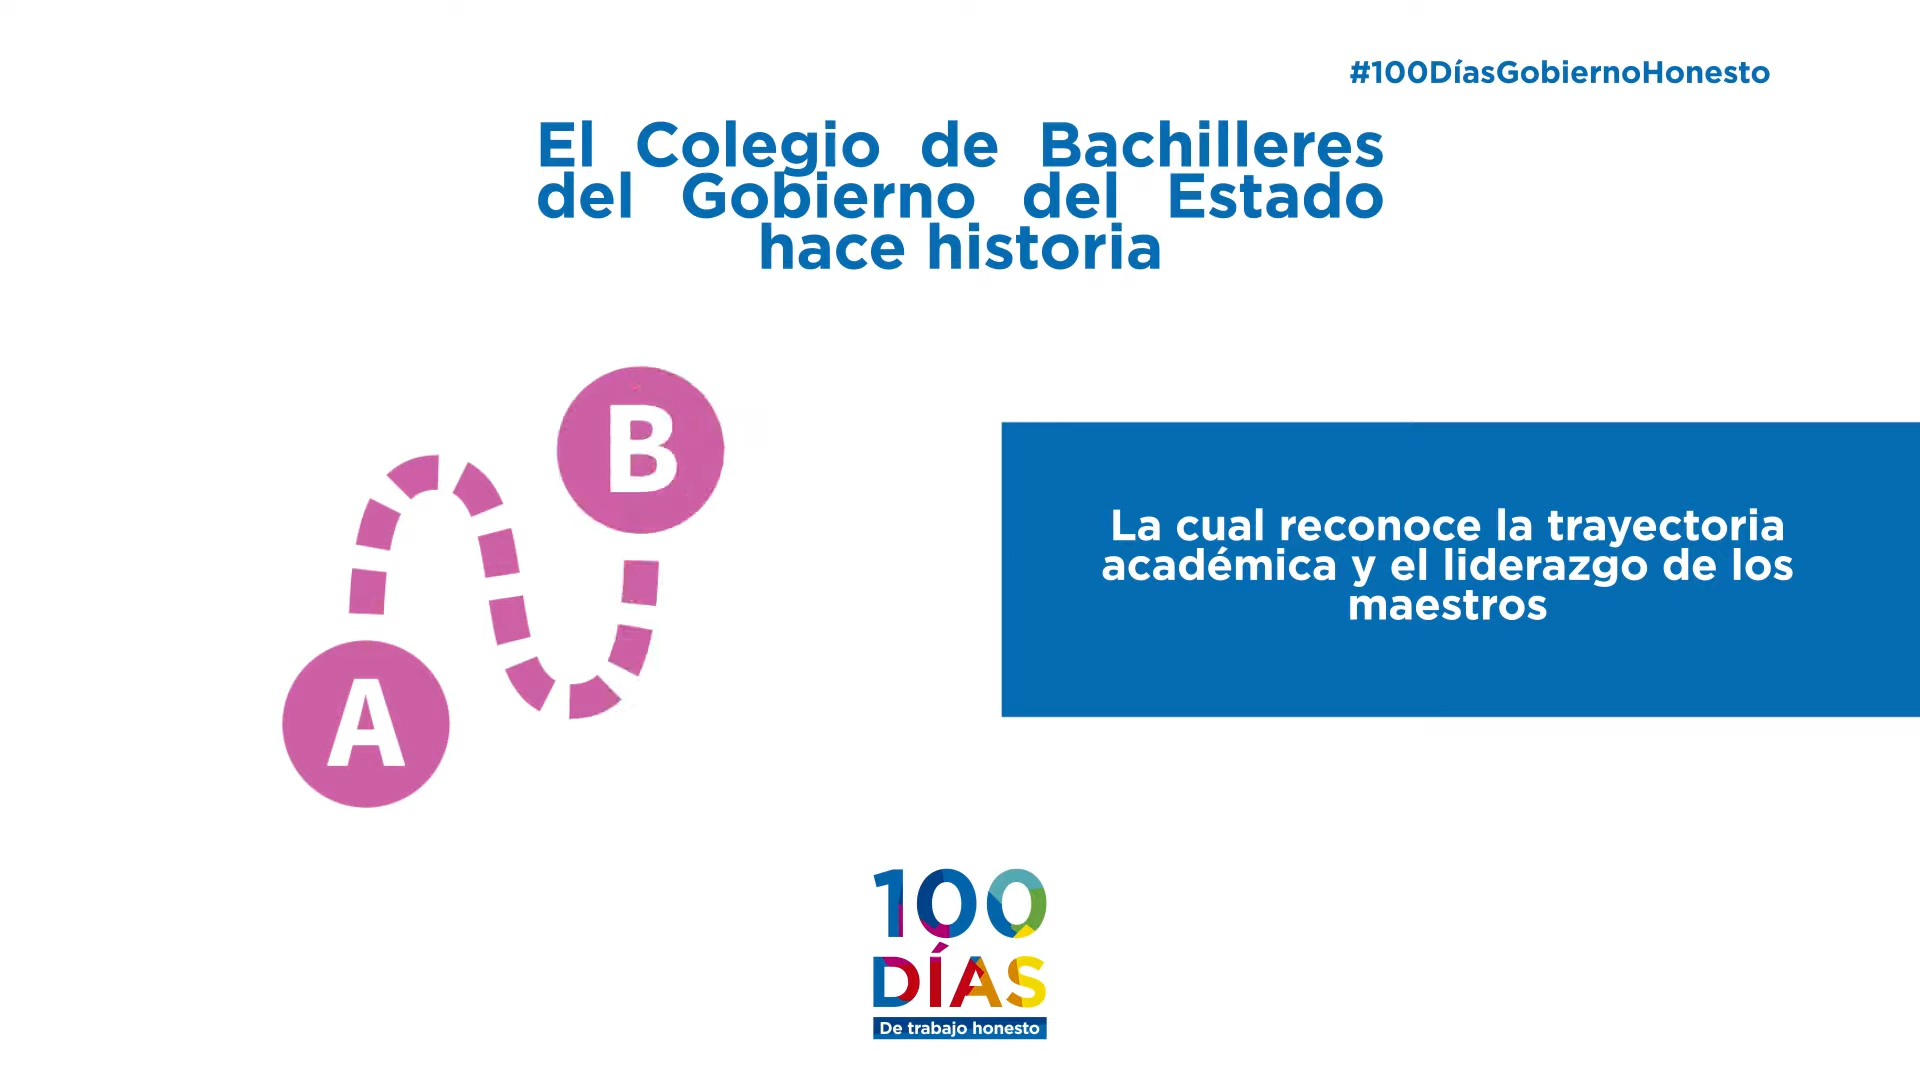 #100DíasGobiernoHonesto
El Colegio de Bachilleres
del Gobierno del Estado
hace historia
B
A
La cual reconoce la trayectoria
académica y el liderazgo de los
maestros
100
DÍAS
De trabajo honesto